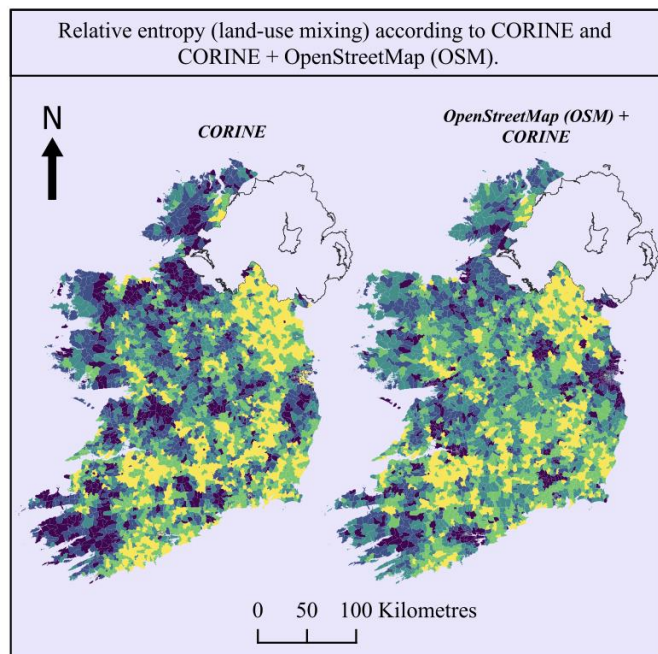 Relative entropy (land-use mixing) according to CORINE and
CORINE + OpenStreetMap (OSM).
N
CORINE
OpenStreetMap (OSM) +
CORINE
0 50 100 Kilometres